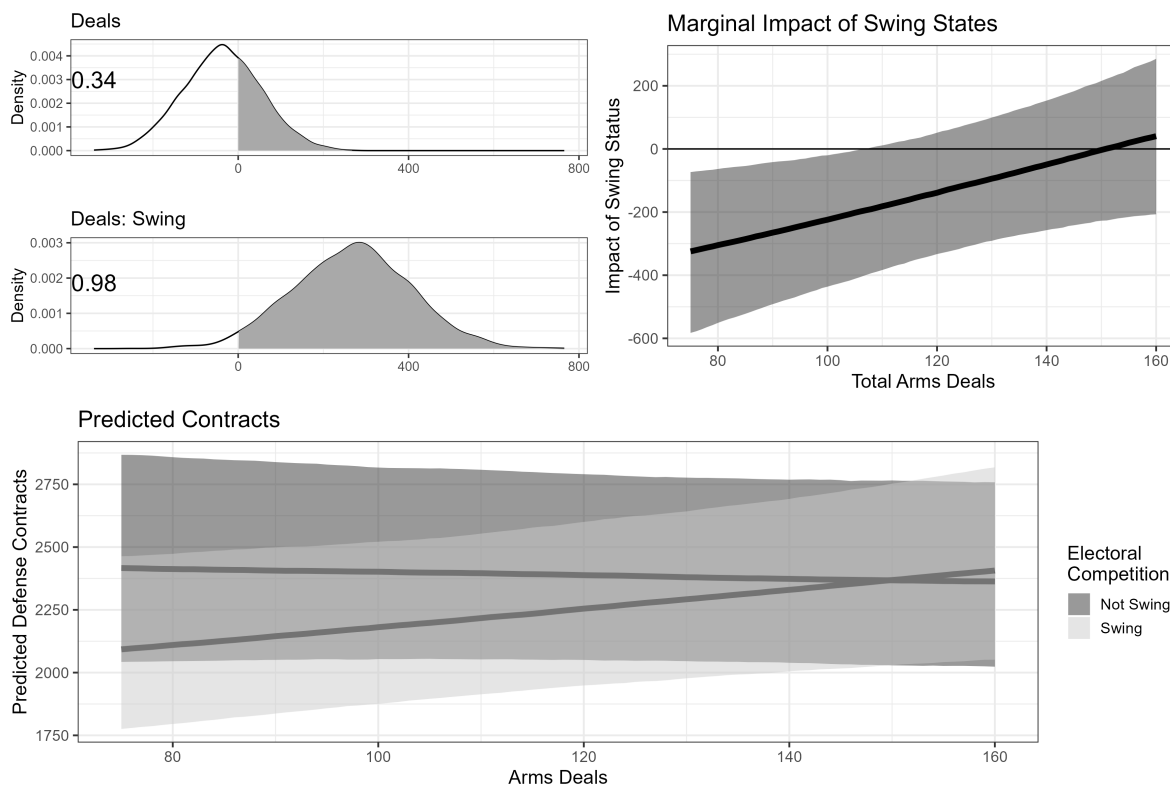 Deals
Density
0.004
0.003
0.002
0.001
0.000
0.34
0
400
800
Deals: Swing
Density
0.003
0.002
0.001
0.000
0.98
0
400
800
Marginal Impact of Swing States
Impact of Swing Status
200
0
-200
-400
-600
80
100
120
140
160
Total Arms Deals
Predicted Contracts
Predicted Defense Contracts
2750
2500
2250
2000
1750
80
100
120
140
160
Arms Deals
Electoral
Competition
Not Swing
Swing